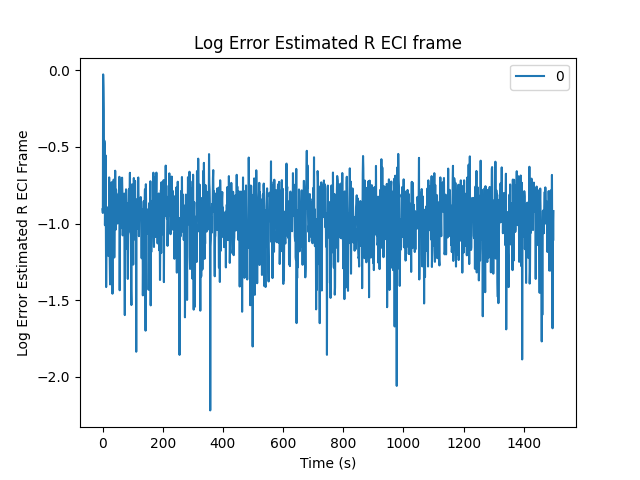 Log Error Estimated R ECI frame
0
0.0
−0.5
−1.0
−1.5
−2.0
Log Error Estimated R ECI Frame
0 200 400 600 800 1000 1200 1400
Time (s)